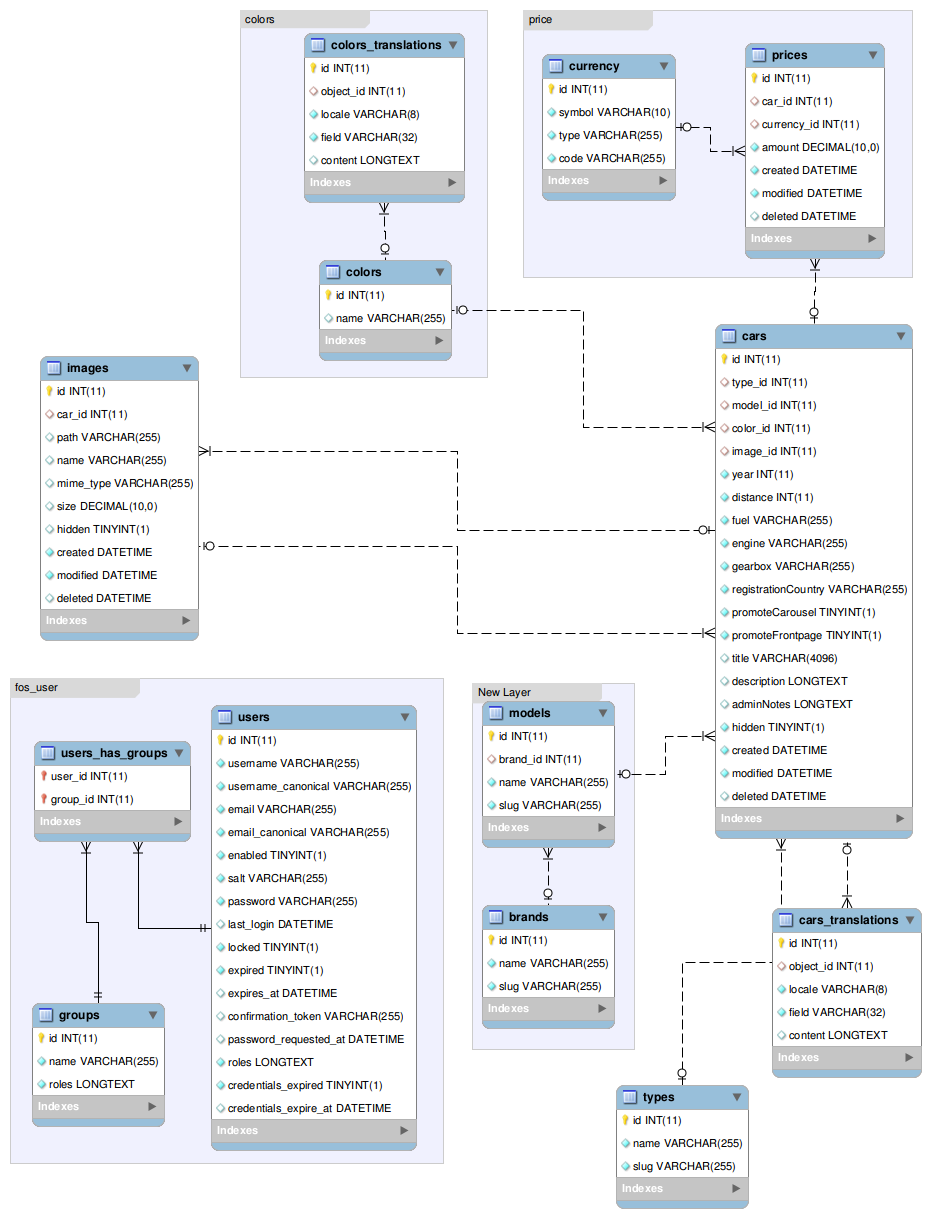 colors
colors_translations
id INT(11)
object_id INT(11)
locale VARCHAR(8)
field VARCHAR(32)
content LONGTEXT
Indexes
colors
id INT(11)
name VARCHAR(255)
Indexes
price
currency
id INT(11)
symbol VARCHAR(10)
type VARCHAR(255)
code VARCHAR(255)
Indexes
prices
id INT(11)
car_id INT(11)
currency_id INT(11)
amount DECIMAL(10,0)
created DATETIME
modified DATETIME
deleted DATETIME
Indexes
images
id INT(11)
car_id INT(11)
path VARCHAR(255)
name VARCHAR(255)
mime_type VARCHAR(255)
size DECIMAL(10,0)
hidden TINYINT(1)
created DATETIME
modified DATETIME
deleted DATETIME
Indexes
cars
id INT(11)
type_id INT(11)
model_id INT(11)
color_id INT(11)
image_id INT(11)
year INT(11)
distance INT(11)
fuel VARCHAR(255)
engine VARCHAR(255)
gearbox VARCHAR(255)
registrationCountry VARCHAR(255)
promoteCarousel TINYINT(1)
promoteFrontpage TINYINT(1)
title VARCHAR(4096)
description LONGTEXT
adminNotes LONGTEXT
hidden TINYINT(1)
created DATETIME
modified DATETIME
deleted DATETIME
Indexes
fos_user
users_has_groups
user_id INT(11)
group_id INT(11)
Indexes
groups
id INT(11)
name VARCHAR(255)
roles LONGTEXT
Indexes
users
id INT(11)
username VARCHAR(255)
username_canonical VARCHAR(255)
email VARCHAR(255)
email_canonical VARCHAR(255)
enabled TINYINT(1)
salt VARCHAR(255)
password VARCHAR(255)
last_login DATETIME
locked TINYINT(1)
expired TINYINT(1)
expires_at DATETIME
confirmation_token VARCHAR(255)
password_requested_at DATETIME
roles LONGTEXT
credentials_expired TINYINT(1)
credentials_expire_at DATETIME
Indexes
New Layer
models
id INT(11)
brand_id INT(11)
name VARCHAR(255)
slug VARCHAR(255)
Indexes
brands
id INT(11)
name VARCHAR(255)
slug VARCHAR(255)
Indexes
cars_translations
id INT(11)
object_id INT(11)
locale VARCHAR(8)
field VARCHAR(32)
content LONGTEXT
Indexes
types
id INT(11)
name VARCHAR(255)
slug VARCHAR(255)
Indexes